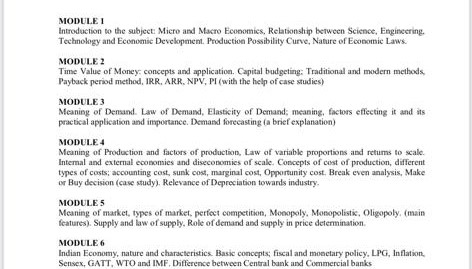 MODULE 1
Introduction to the subject: Micro and Macro Economics, Relationship between Science, Engineering,
Technology and Economic Development. Production Possibility Curve, Nature of Economic Laws.
MODULE 2
Time Value of Money: concepts and application. Capital budgeting; Traditional and modern methods,
Payback period method, IRR, ARR, NPV, PI (with the help of case studies)
MODULE 3
Meaning of Demand. Law of Demand, Elasticity of Demand; meaning, factors effecting it and its
practical application and importance. Demand forecasting (a brief explanation)
MODULE 4
Meaning of Production and factors of production, Law of variable proportions and returns to scale.
Internal and external economies and diseconomies of scale. Concepts of cost of production, different
types of costs; accounting cost, sunk cost, marginal cost, Opportunity cost. Break even analysis, Make
or Buy decision (case study). Relevance of Depreciation towards industry.
MODULE 5
Meaning of market, types of market, perfect competition, Monopoly, Monopolistic, Oligopoly. (main
features). Supply and law of supply, Role of demand and supply in price determination.
MODULE 6
Indian Economy, nature and characteristics. Basic concepts; fiscal and monetary policy, LPG, Inflation,
Sensex, GATT, WTO and IMF. Difference between Central bank and Commercial banks